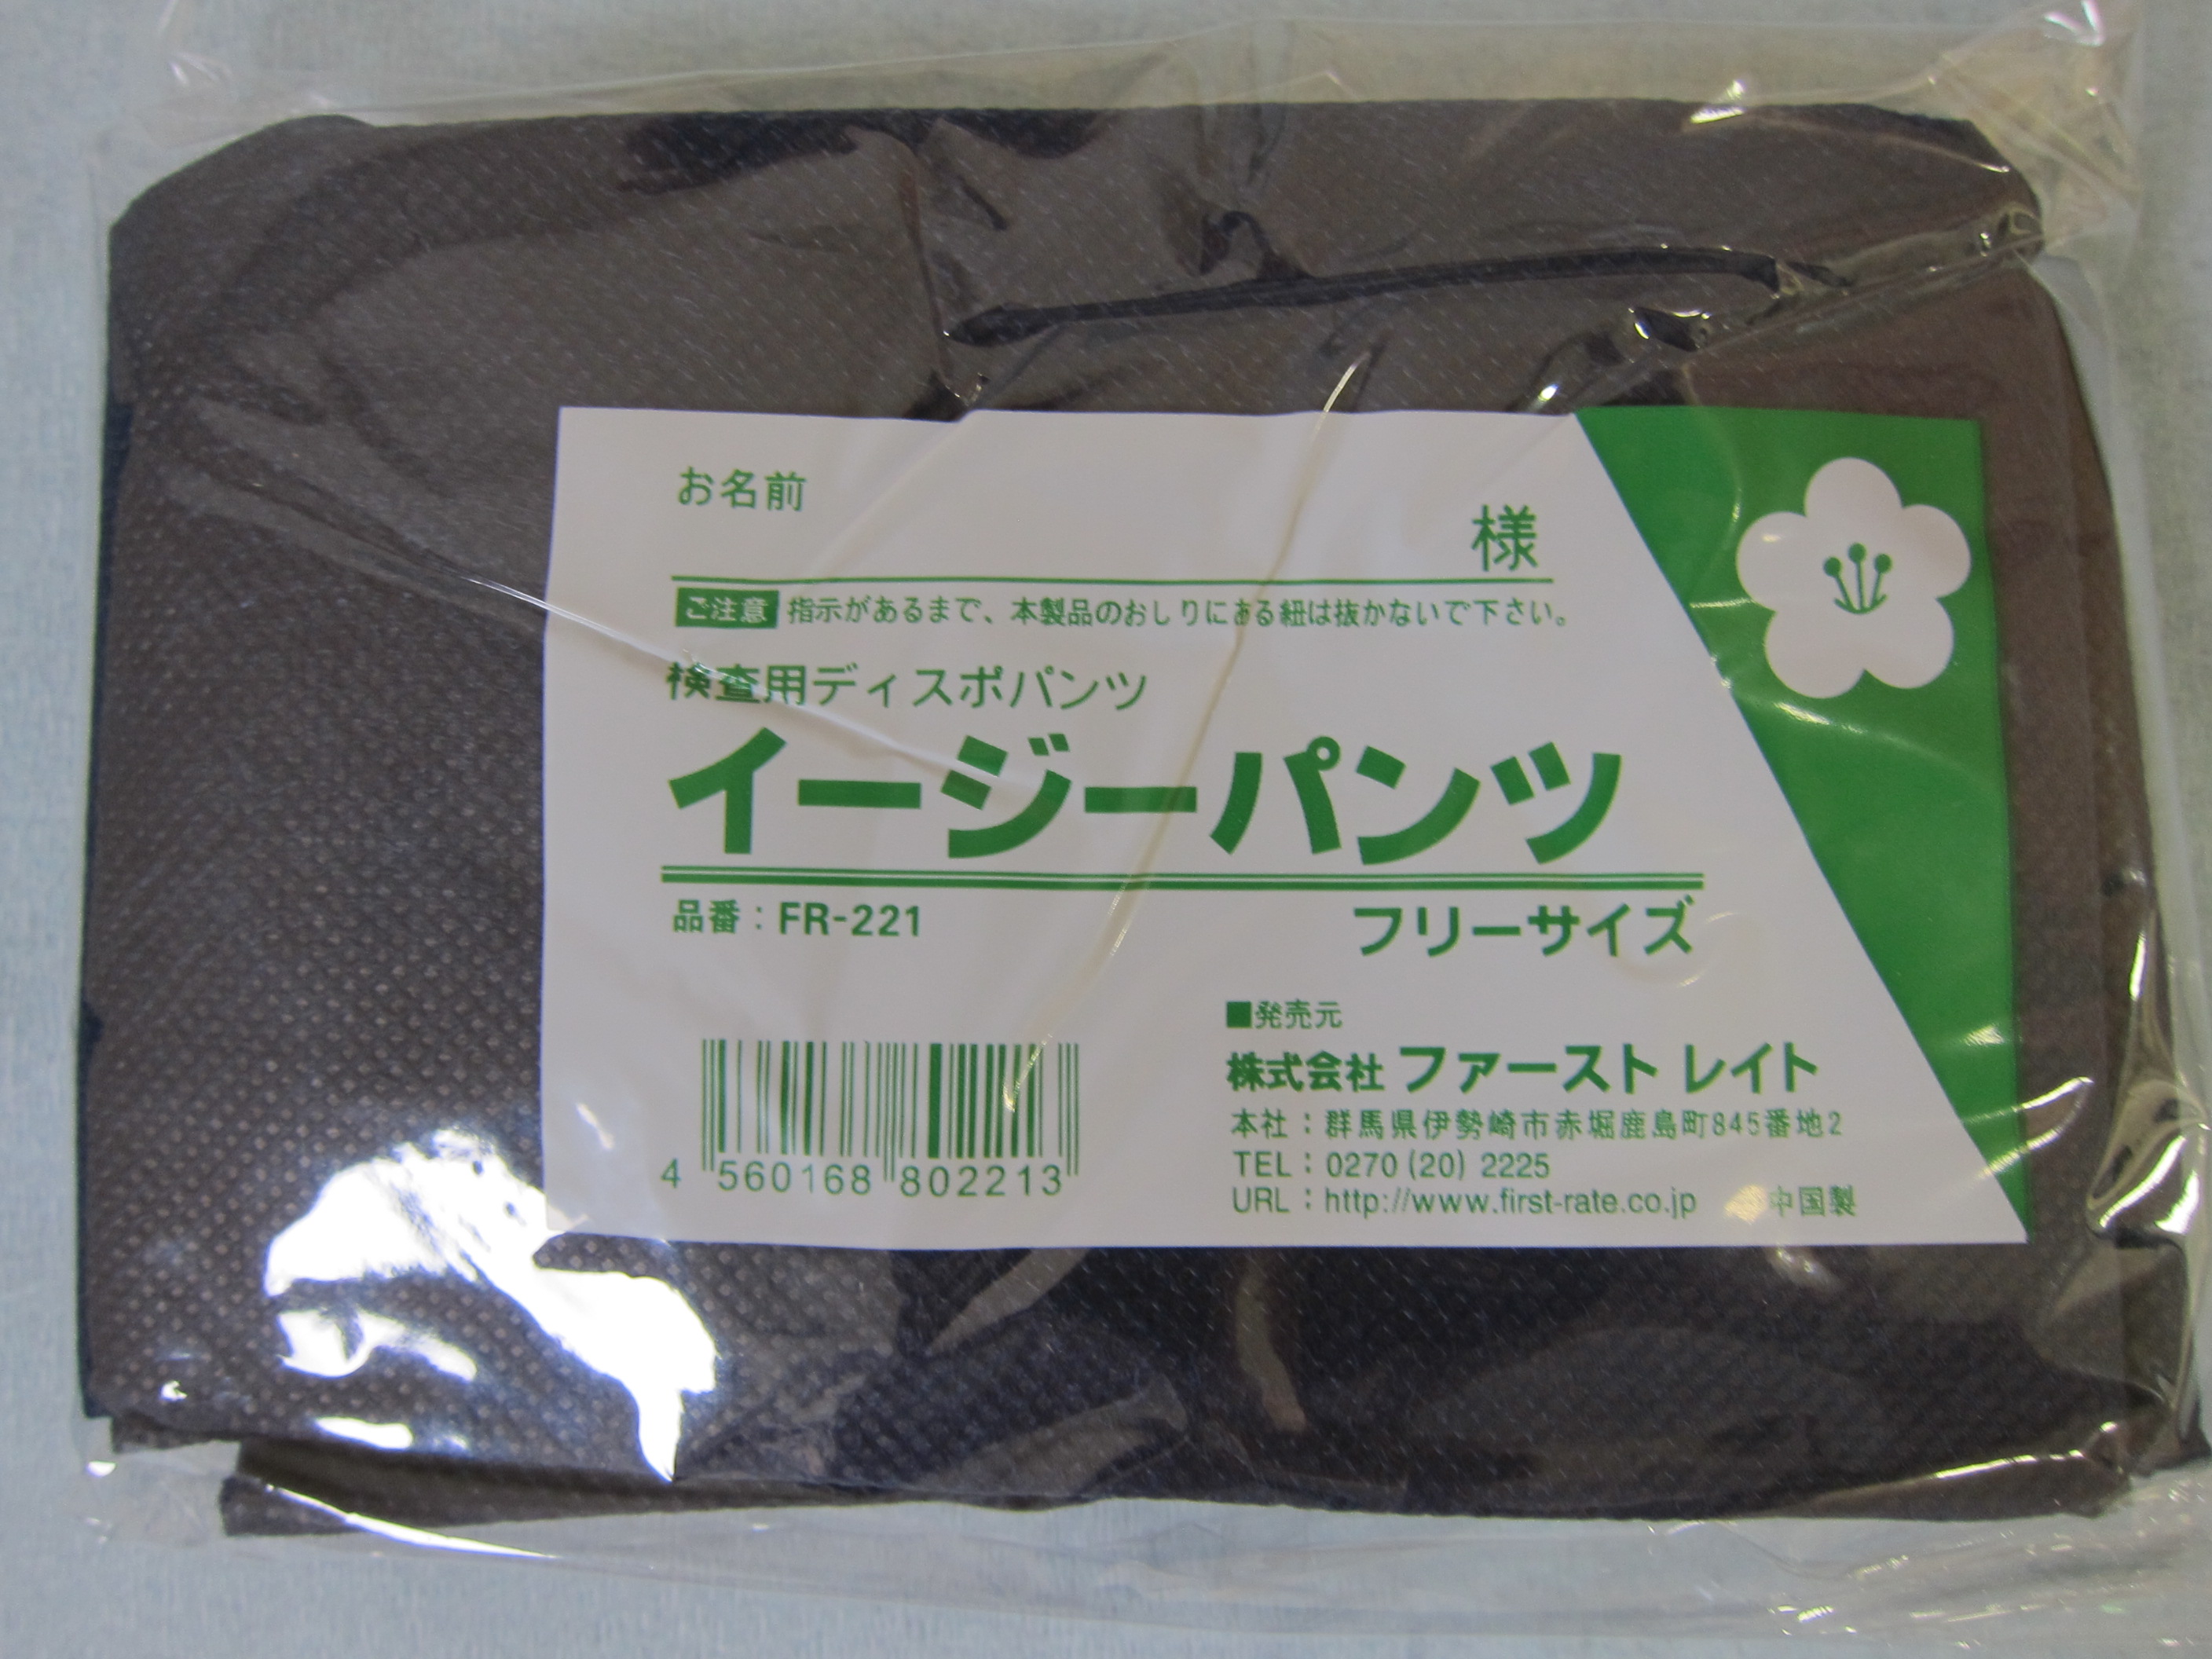 お名前
様
ご注意 指示があるまで、本製品のおしりにある紐は抜かないで下さい。
検査用ディスポパンツ
イージーパンツ
品番：FR-221
フリーサイズ
■発売元
株式会社 ファースト レイト
本社：群馬県伊勢崎市赤堀鹿島町845番地2
TEL：0270 (20) 2225
URL：http://www.first-rate.co.jp
中国製
4 560168 802213